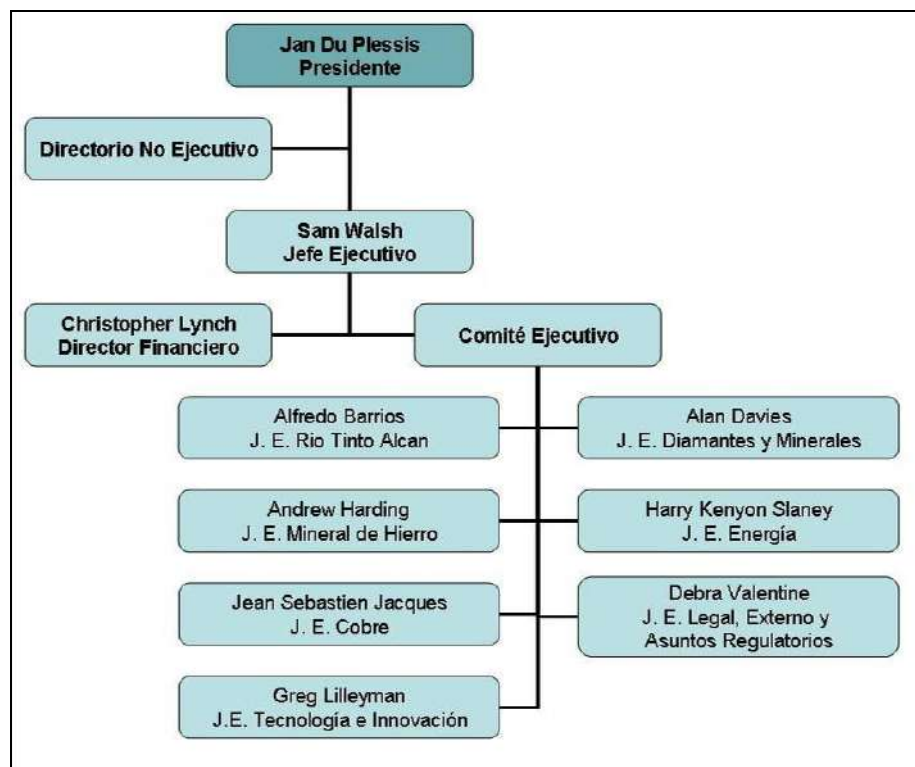 Jan Du Plessis
Presidente
Directorio No Ejecutivo
Sam Walsh
Jefe Ejecutivo
Christopher Lynch
Director Financiero
Comité Ejecutivo
Alfredo Barrios
J. E. Rio Tinto Alcan
Alan Davies
J. E. Diamantes y Minerales
Andrew Harding
J. E. Mineral de Hierro
Harry Kenyon Slaney
J. E. Energía
Jean Sebastien Jacques
J. E. Cobre
Debra Valentine
J. E. Legal, Externo y
Asuntos Regulatorios
Greg Lilleyman
J.E. Tecnología e Innovación